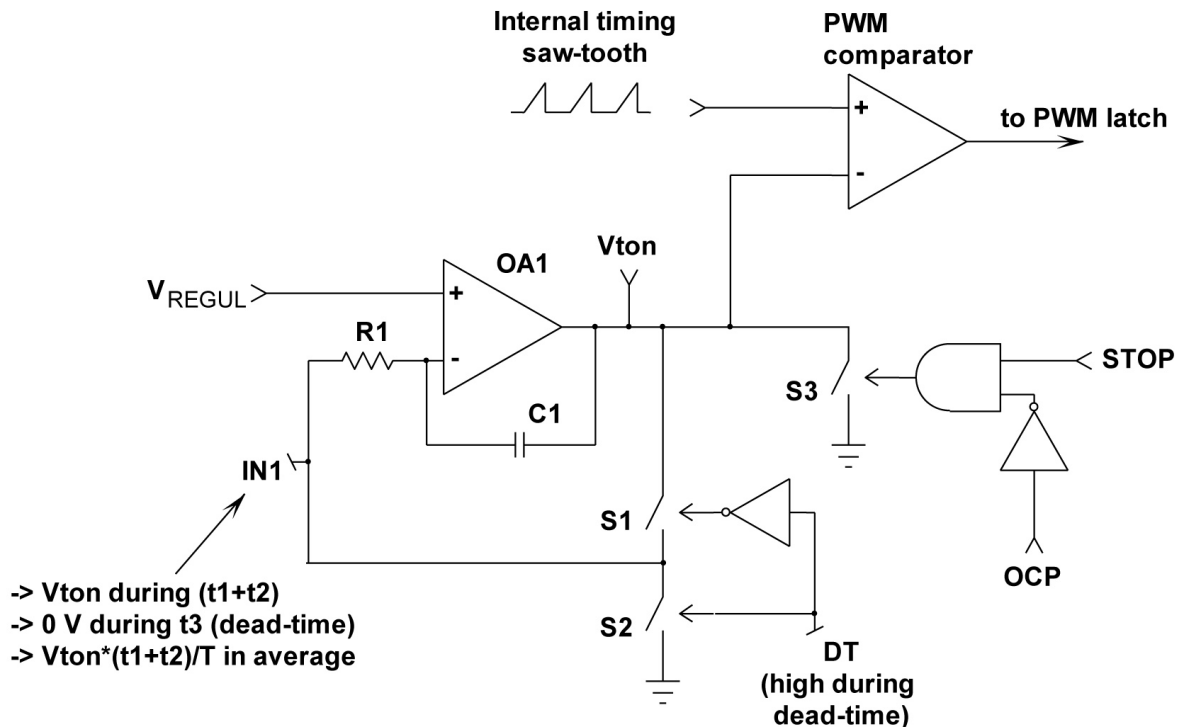 Internal timing
saw-tooth
PWM
comparator
+
-
to PWM latch
Vton
OA1
VREGUL
+
-
R1
C1
S3
STOP
IN1
S1
OCP
-> Vton during (t1+t2)
-> 0 V during t3 (dead-time)
-> Vton*(t1+t2)/T in average
S2
DT
(high during
dead-time)